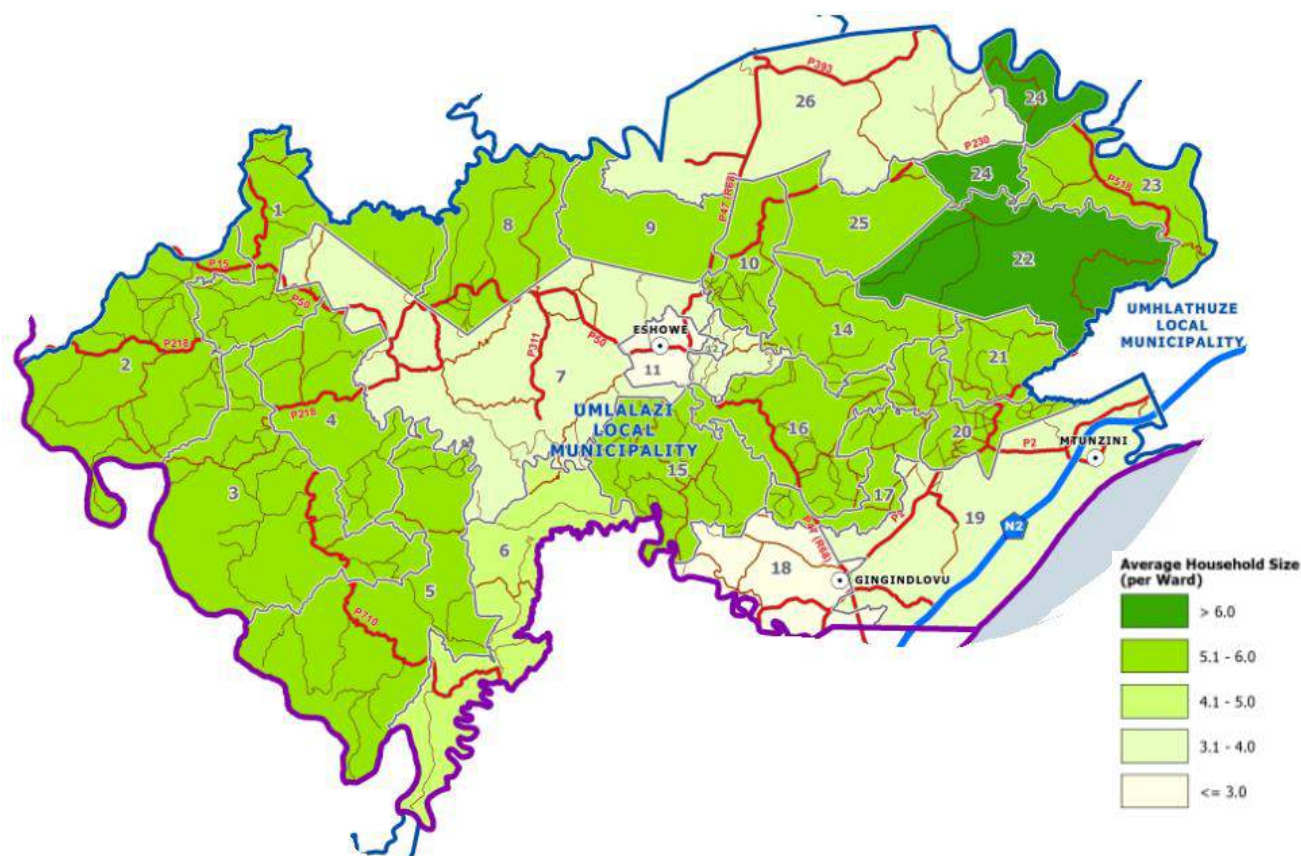 P393
26
24
P230
24
P518
23
1
8
9
P47 (R68)
25
10
22
P15
P50
UMHLATHUZE
LOCAL
MUNICIPALITY
2
P218
P311
P50
ESHOWE
14
21
7
11
4
P218
UMLALAZI
LOCAL
MUNICIPALITY
16
20
P2
MTUNZINI
15
3
17
19
P2
N2
6
P47 (R68)
18
GINGINDLOVU
5
P710
Average Household Size
(per Ward)
> 6.0
5.1 - 6.0
4.1 - 5.0
3.1 - 4.0
<= 3.0